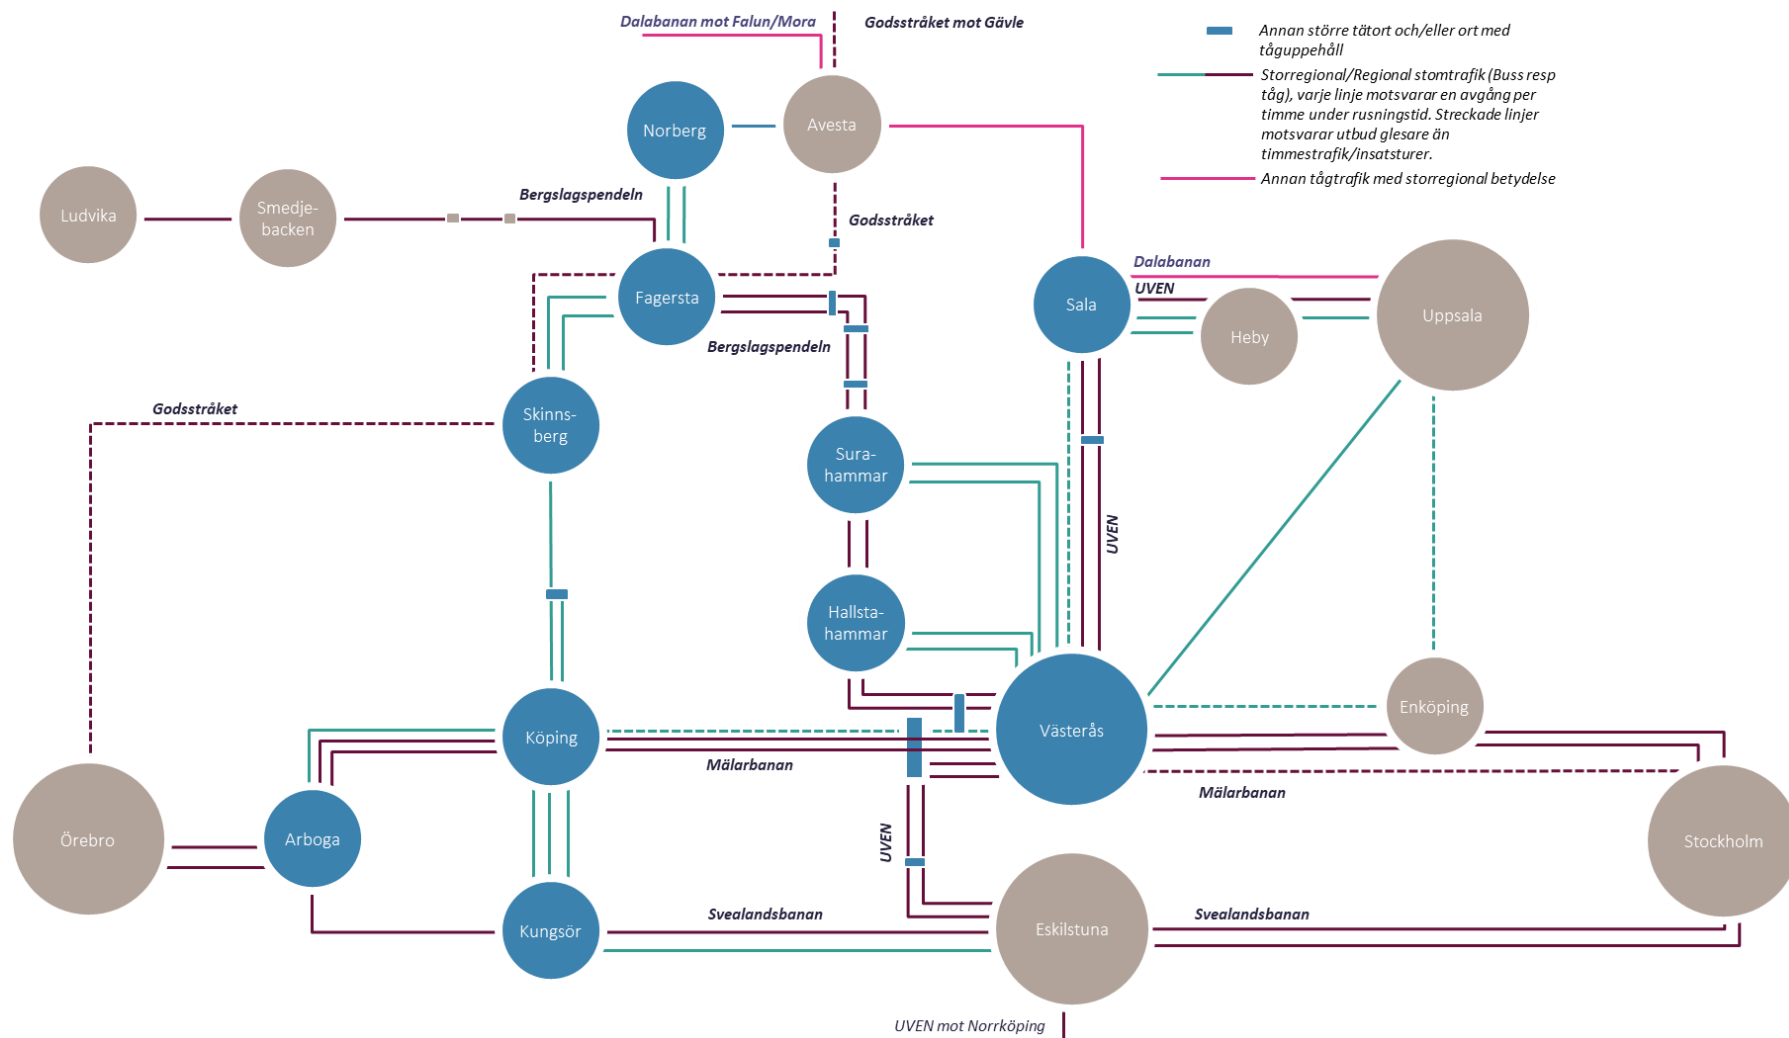 Dalabanan mot Falun/Mora
Godsstråket mot Gävle
Annan större tätort och/eller ort med
tåguppehåll
Storregional/Regional stomtrafik (Buss resp
tåg), varje linje motsvarar en avgång per
timme under rusningstid. Streckade linjer
motsvarar utbud glesare än
timmestrafik/insatsturer.
Annan tågtrafik med storregional betydelse
Norberg
Avesta
Ludvika
Smedje-
backen
Bergslagspendeln
Godsstråket
Fagersta
Sala
Dalabanan
UVEN
Heby
Uppsala
Bergslagspendeln
Godsstråket
Skinns-
berg
Sura-
hammar
UVEN
Hallsta-
hammar
Köping
Västerås
Enköping
Mälarbanan
Mälarbanan
Örebro
Arboga
UVEN
Stockholm
Kungsör
Svealandsbanan
Eskilstuna
Svealandsbanan
UVEN mot Norrköping